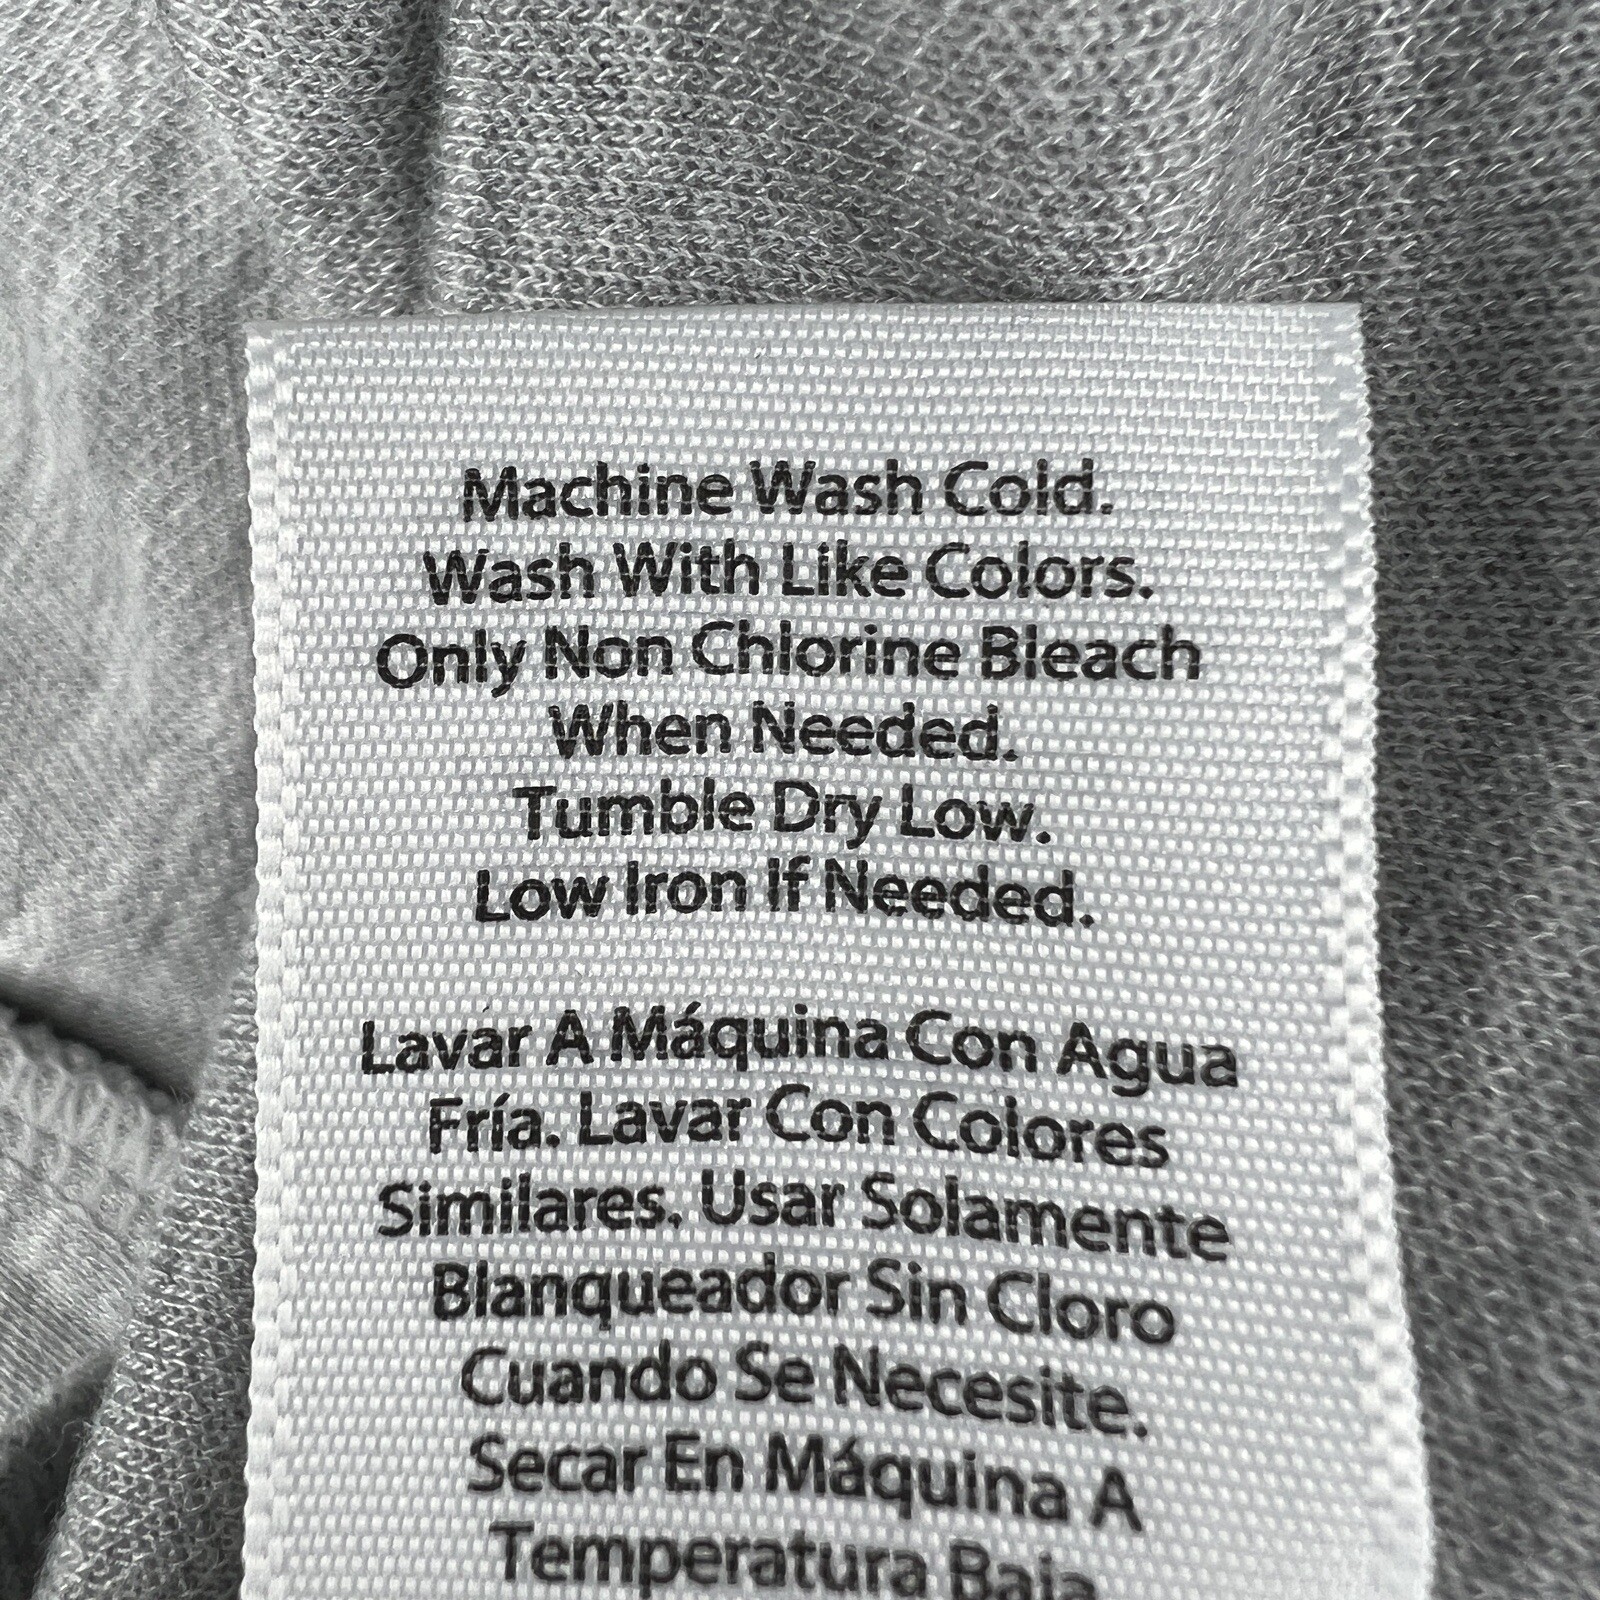 Machine Wash Cold.
Wash With Like Colors.
Only Non Chlorine Bleach
When Needed.
Tumble Dry Low.
Low Iron If Needed.
Lavar A Máquina Con Agua
Fría. Lavar Con Colores
Similares. Usar Solamente
Blanqueador Sin Cloro
Cuando Se Necesite.
Secar En Máquina A
Temperatura Baja